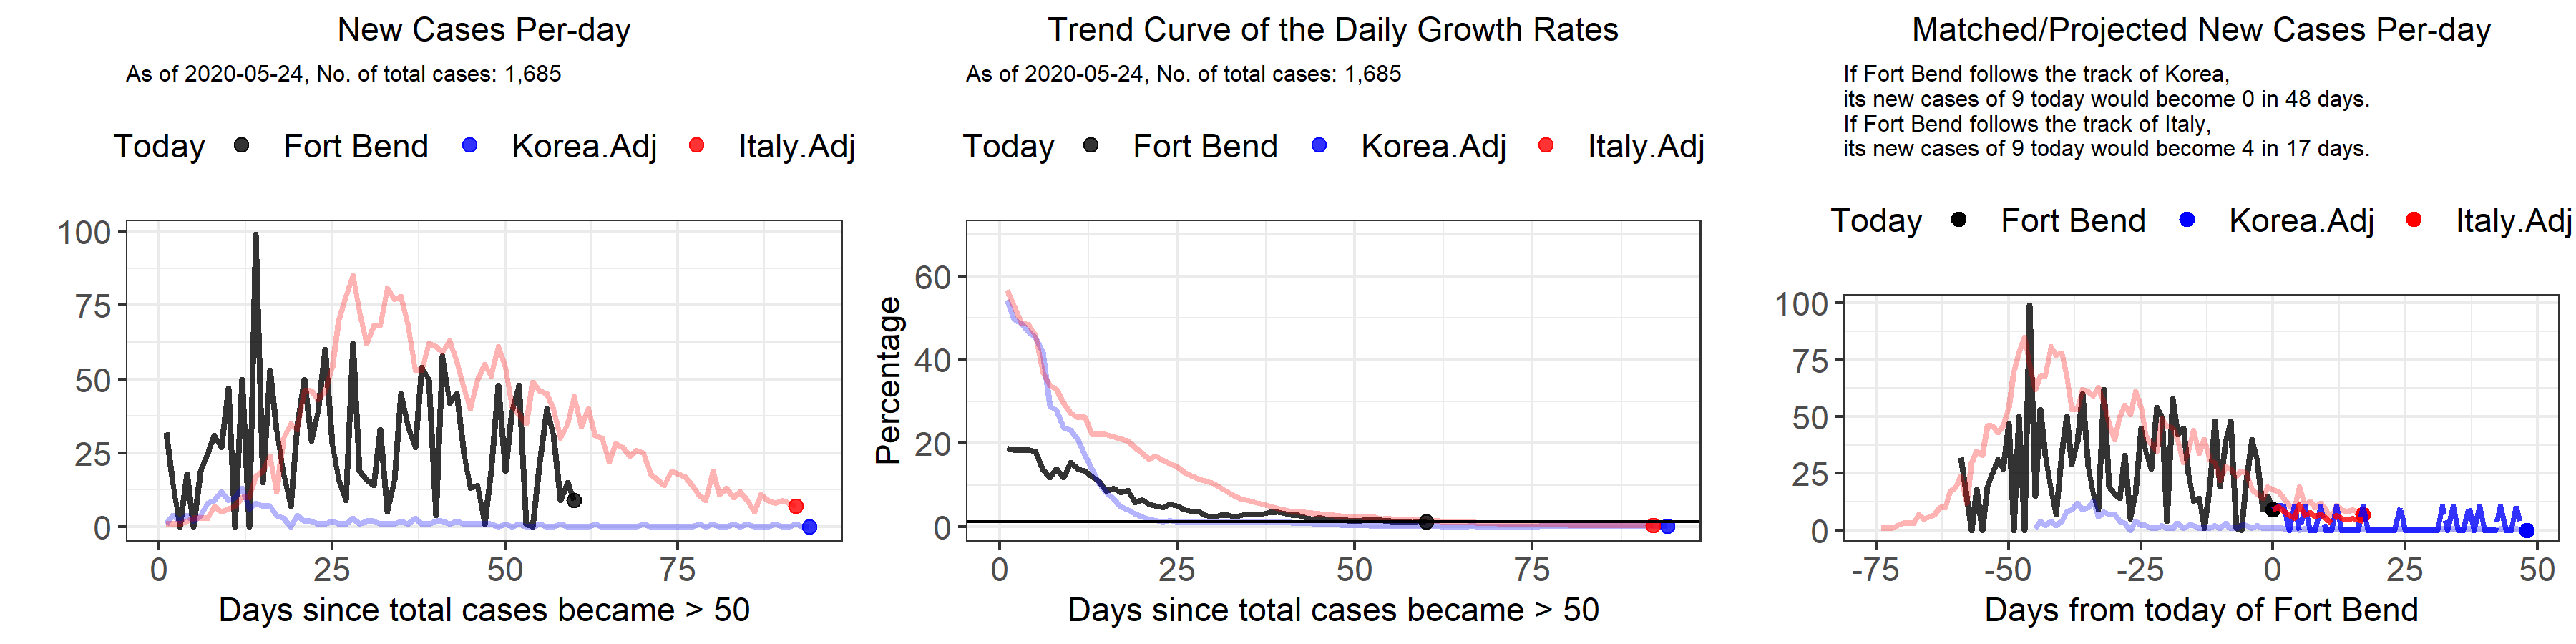 New Cases Per-day
As of 2020-05-24, No. of total cases: 1,685
Today Fort Bend Korea.Adj Italy.Adj
100
75
50
25
0
0 25 50 75
Days since total cases became > 50
Trend Curve of the Daily Growth Rates
As of 2020-05-24, No. of total cases: 1,685
Today Fort Bend Korea.Adj Italy.Adj
Percentage
60
40
20
0
0 25 50 75
Days since total cases became > 50
Matched/Projected New Cases Per-day
If Fort Bend follows the track of Korea,
its new cases of 9 today would become 0 in 48 days.
If Fort Bend follows the track of Italy,
its new cases of 9 today would become 4 in 17 days.
Today Fort Bend Korea.Adj Italy.Adj
100
75
50
25
0
-75 -50 -25 0 25 50
Days from today of Fort Bend